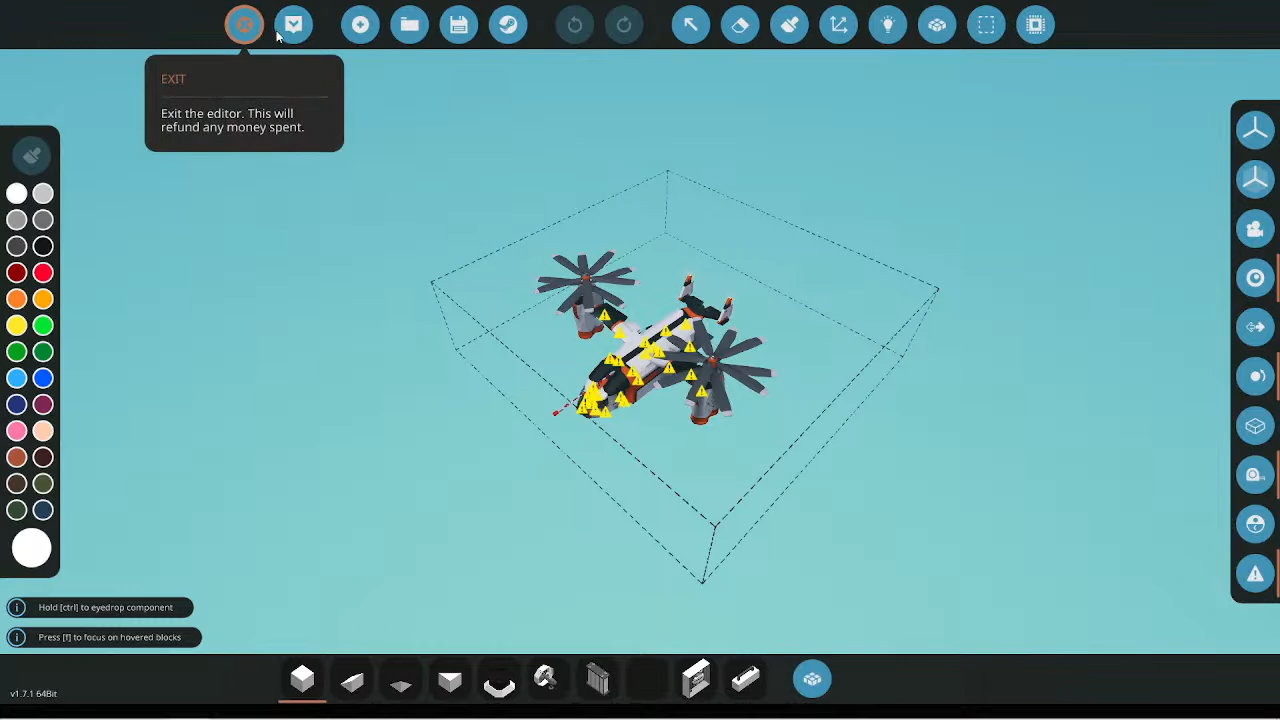 EXIT
Exit the editor. This will
refund any money spent.
Hold [ctrl] to eyedrop component
Press [f] to focus on hovered blocks
v1.7.1 64Bit